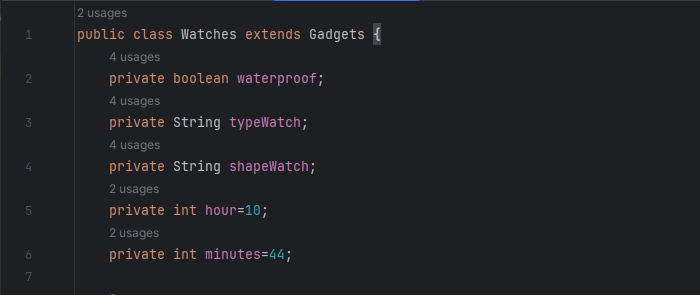 2 usages
1 public class Watches extends Gadgets {
4 usages
2 private boolean waterproof;
4 usages
3 private String typeWatch;
4 usages
4 private String shapeWatch;
2 usages
5 private int hour=10;
2 usages
6 private int minutes=44;
7